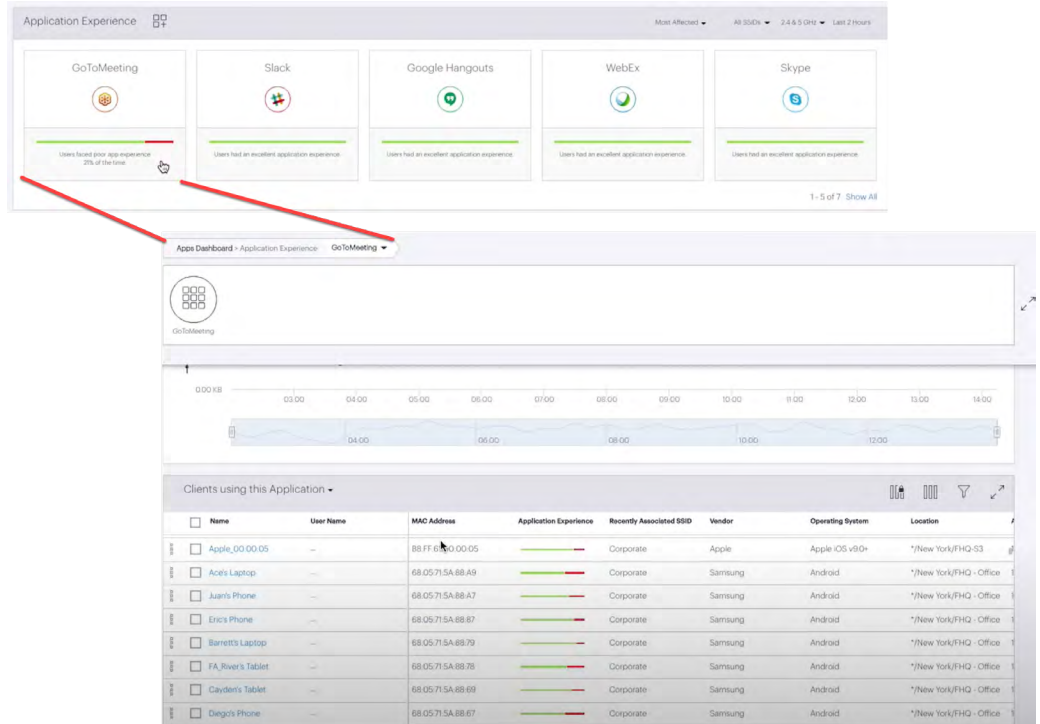 Application Experience
Most Affected
All SSIDs
2.4 & 5 GHz
Last 2 Hours
GoToMeeting
Slack
Google Hangouts
WebEx
Skype
Users faced poor app experience
21% of the time.
Users had an excellent application experience.
Users had an excellent application experience.
Users had an excellent application experience.
Users had an excellent application experience.
1 - 5 of 7 Show All
Apps Dashboard > Application Experience GoToMeeting
GoToMeeting
0.00 KB
03:00 04:00 05:00 06:00 07:00 08:00 09:00 10:00 11:00 12:00 13:00 14:00
04:00 06:00 08:00 10:00 12:00
Clients using this Application
Name User Name MAC Address Application Experience Recently Associated SSID Vendor Operating System Location
Apple_00:00:05 -- Corporate Apple Apple iOS v9.0+ */New York/FHQ-S3
Ace's Laptop -- 68:05:71:5A:88:A9 Corporate Samsung Android */New York/FHQ - Office
Juan's Phone -- 68:05:71:5A:88:A7 Corporate Samsung Android */New York/FHQ - Office
Eric's Phone -- 68:05:71:5A:88:87 Corporate Samsung Android */New York/FHQ - Office
Barrett's Laptop -- 68:05:71:5A:88:79 Corporate Samsung Android */New York/FHQ - Office
FA_River's Tablet -- 68:05:71:5A:88:78 Corporate Samsung Android */New York/FHQ - Office
Cayden's Tablet -- 68:05:71:5A:88:69 Corporate Samsung Android */New York/FHQ - Office
Diego's Phone -- 68:05:71:5A:88:67 Corporate Samsung Android */New York/FHQ - Office